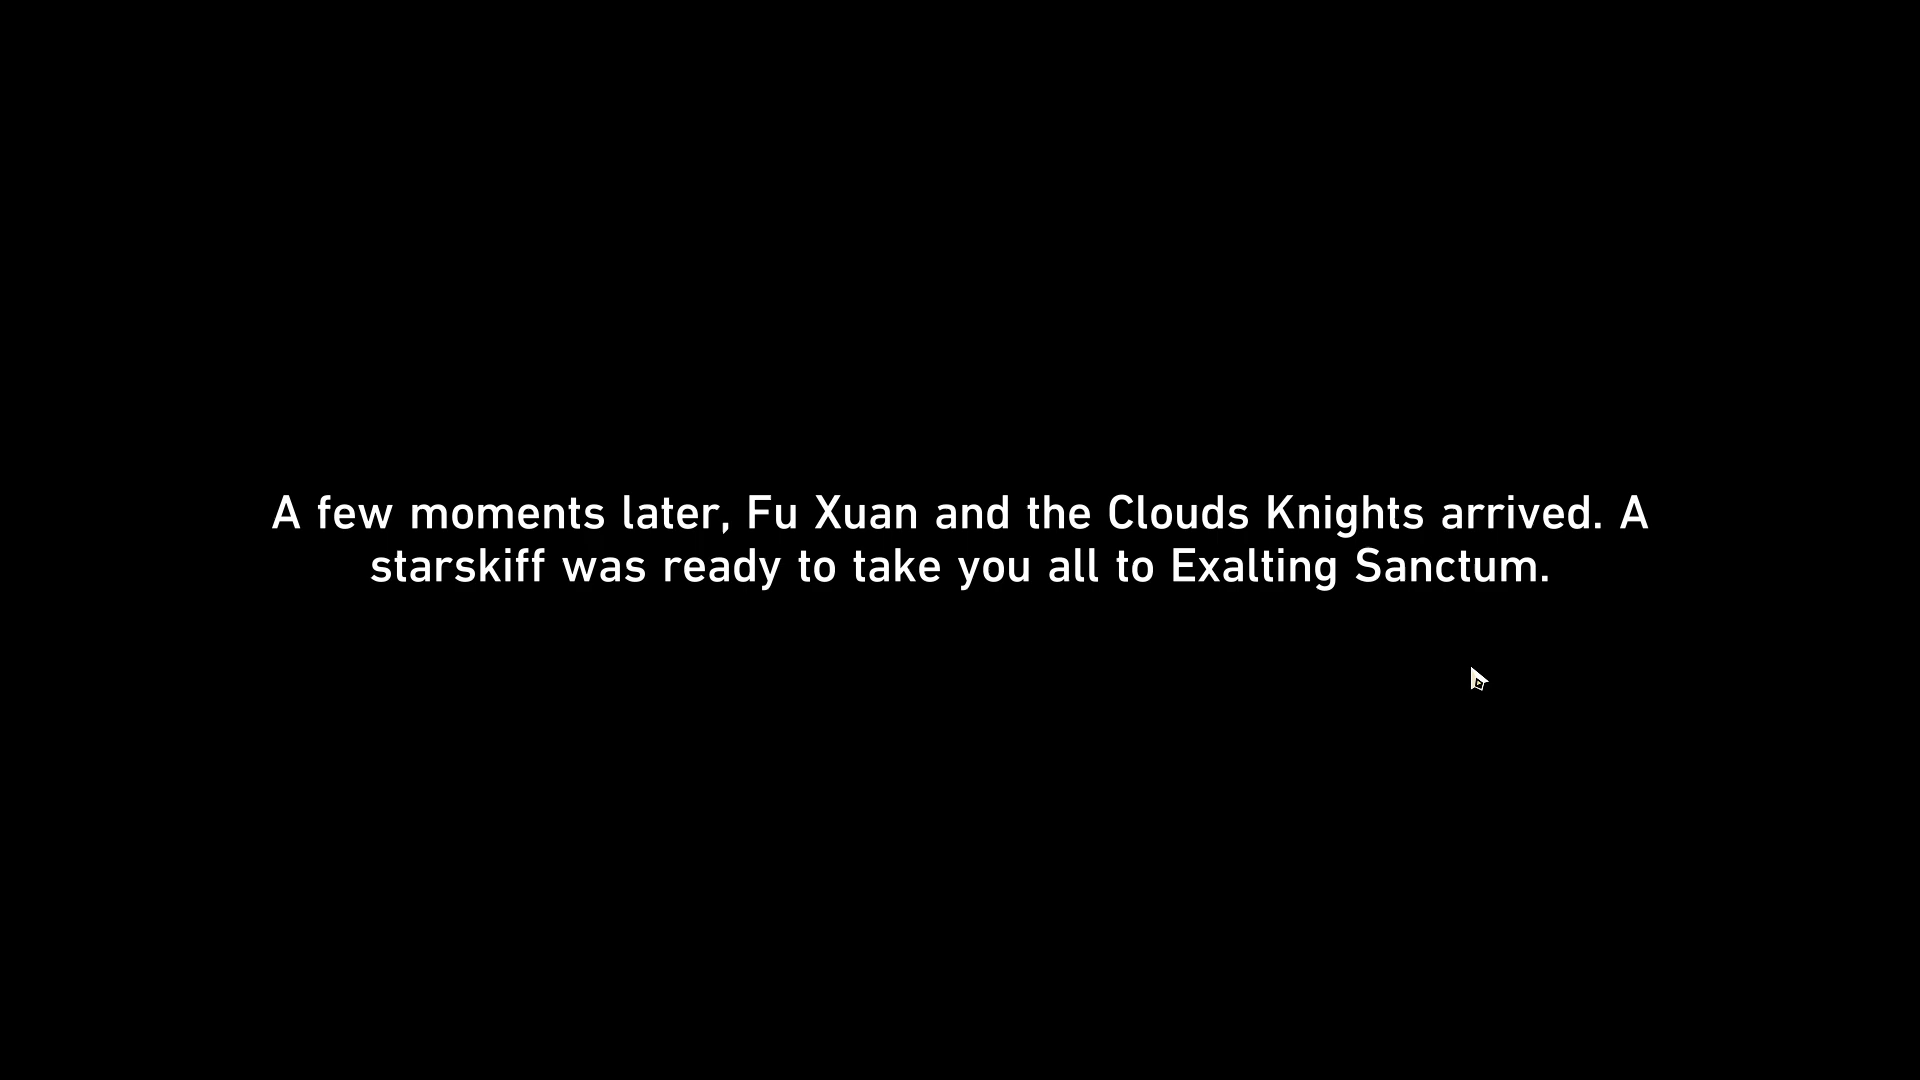 A few moments later, Fu Xuan and the Clouds Knights arrived. A
starskiff was ready to take you all to Exalting Sanctum.